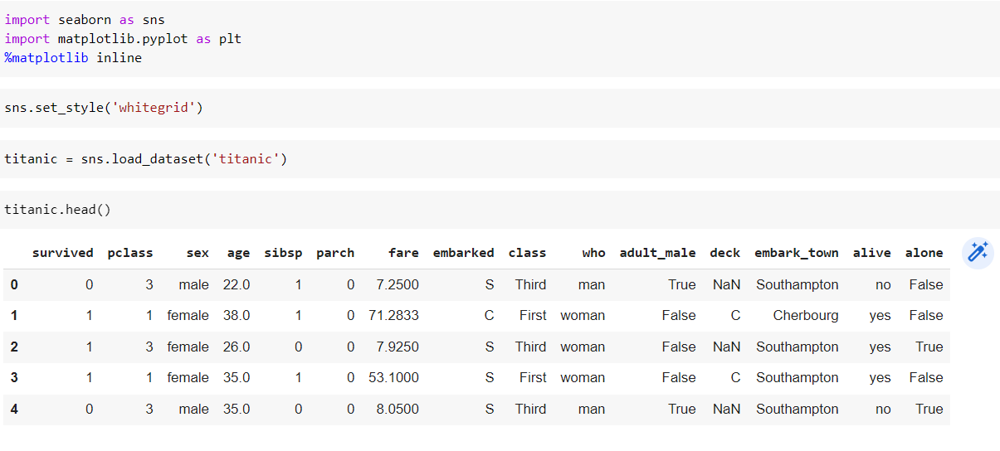 import seaborn as sns
import matplotlib.pyplot as plt
%matplotlib inline
sns.set_style('whitegrid')
titanic = sns.load_dataset('titanic')
titanic.head()
survived pclass sex age sibsp parch fare embarked class who adult_male deck embark_town alive alone
0 0 3 male 22.0 1 0 7.2500 S Third man True NaN Southampton no False
1 1 1 female 38.0 1 0 71.2833 C First woman False C Cherbourg yes False
2 1 3 female 26.0 0 0 7.9250 S Third woman False NaN Southampton yes True
3 1 1 female 35.0 1 0 53.1000 S First woman False C Southampton yes False
4 0 3 male 35.0 0 0 8.0500 S Third man True NaN Southampton no True